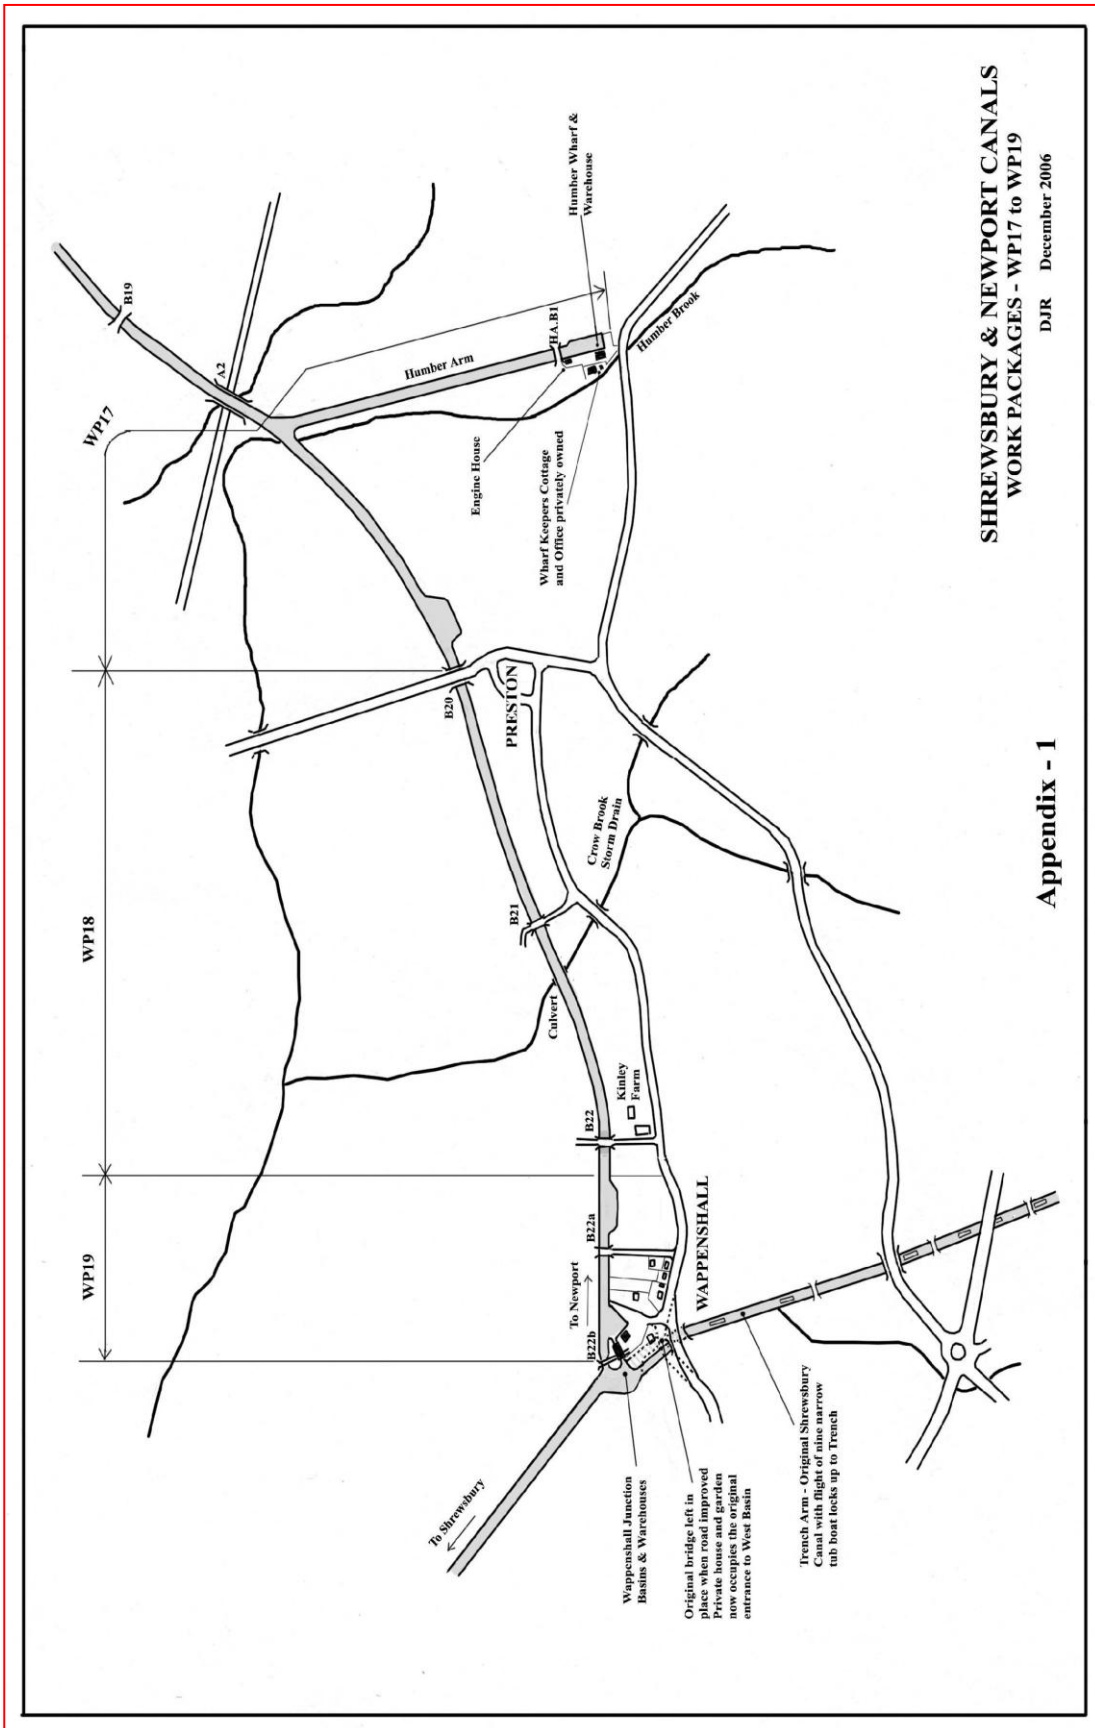 SHREWSBURY & NEWPORT CANALS
WORK PACKAGES - WP17 to WP19
DJR December 2006
Appendix - 1
WP19
WP18
WP17
B19
A2
Humber Arm
HA.B1
Humber Wharf &
Warehouse
Humber Brook
Engine House
Wharf Keepers Cottage
and Office privately owned
B20
PRESTON
B21
Crow Brook
Storm Drain
Culvert
B22
Kinley
Farm
B22a
To Newport
B22b
WAPPENSHALL
To Shrewsbury
Wappenshall Junction
Basins & Warehouses
Original bridge left in
place when road improved
Private house and garden
now occupies the original
entrance to West Basin
Trench Arm - Original Shrewsbury
Canal with flight of nine narrow
tub boat locks up to Trench